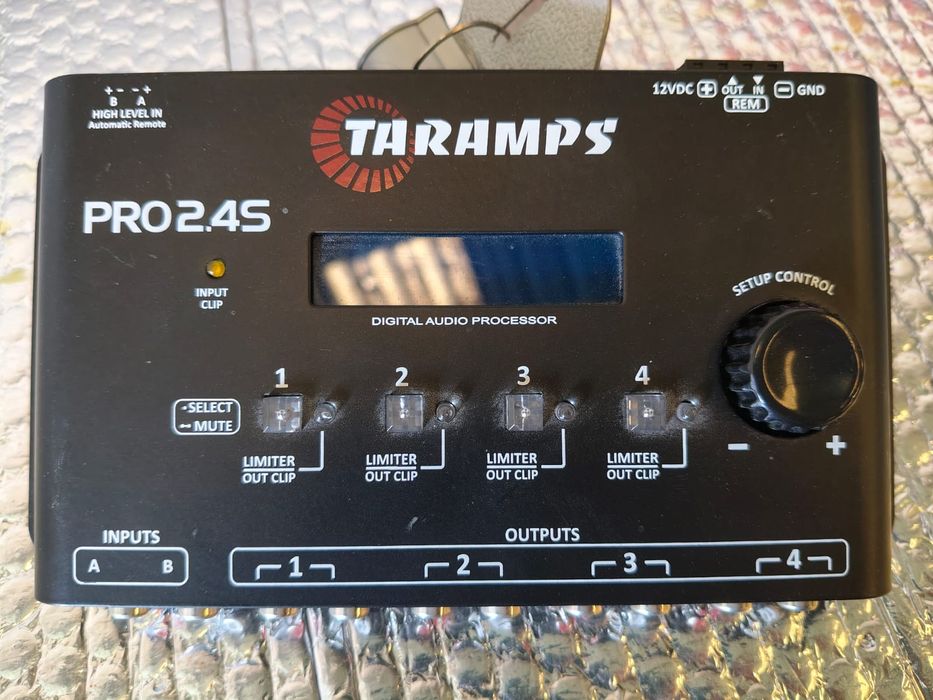 + - - +
B A
HIGH LEVEL IN
Automatic Remote
12VDC + OUT IN - GND
REM
TARAMPS
PRO 2.4S
INPUT
CLIP
DIGITAL AUDIO PROCESSOR
SETUP CONTROL
- +
1 2 3 4
SELECT
MUTE
LIMITER LIMITER LIMITER LIMITER
OUT CLIP OUT CLIP OUT CLIP OUT CLIP
INPUTS
A B
OUTPUTS
1 2 3 4